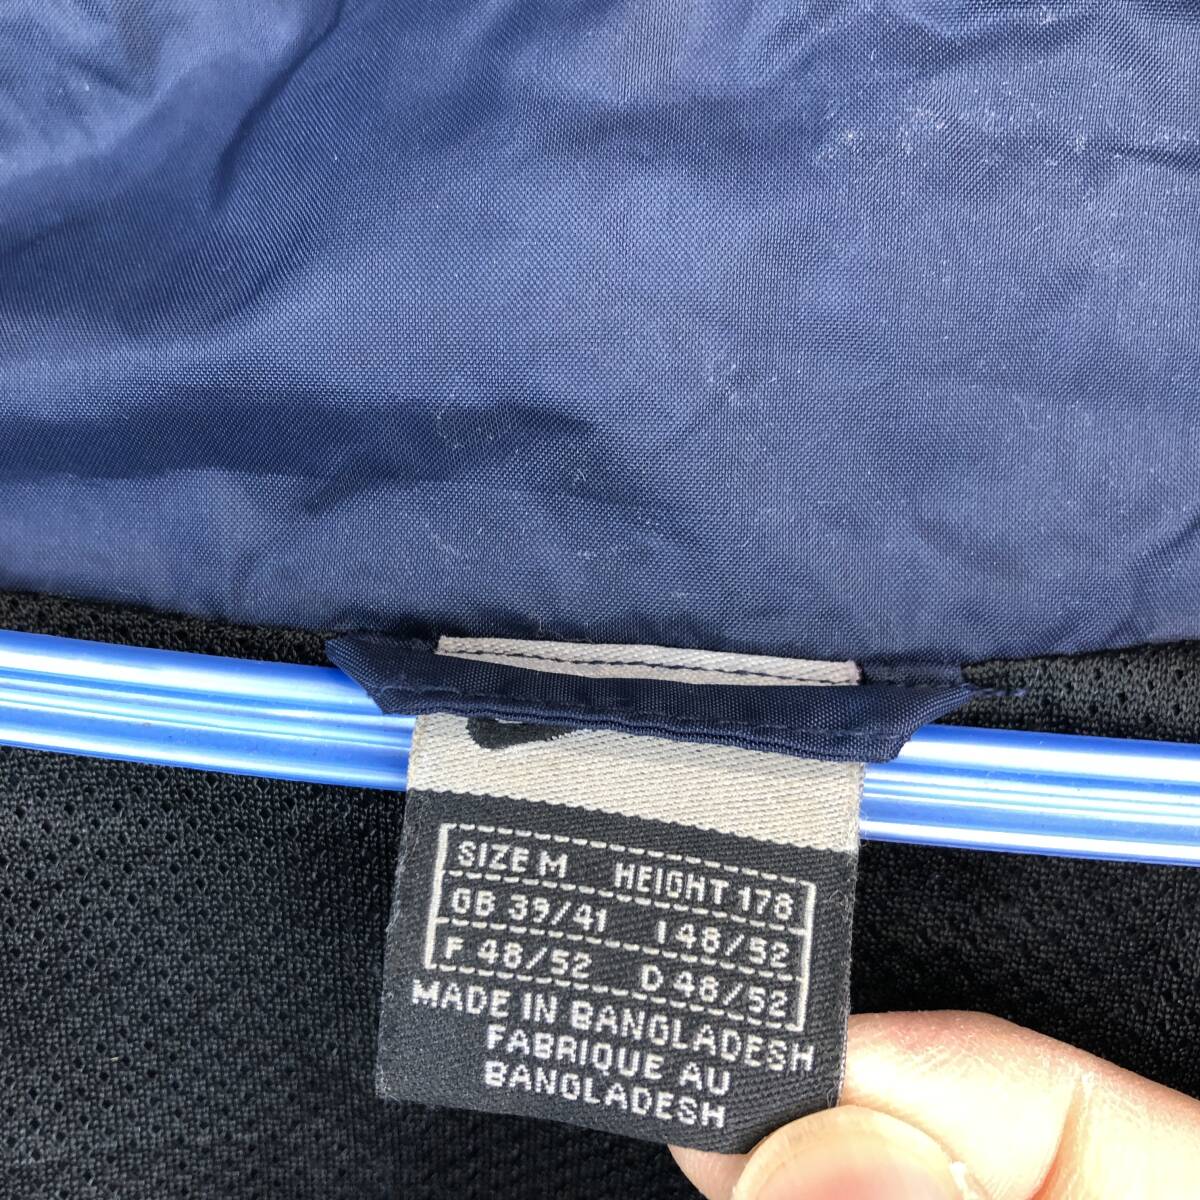 SIZE M HEIGHT 178
GB 39/41 I 48/52
F 48/52 D 48/52
MADE IN BANGLADESH
FABRIQUE AU
BANGLADESH